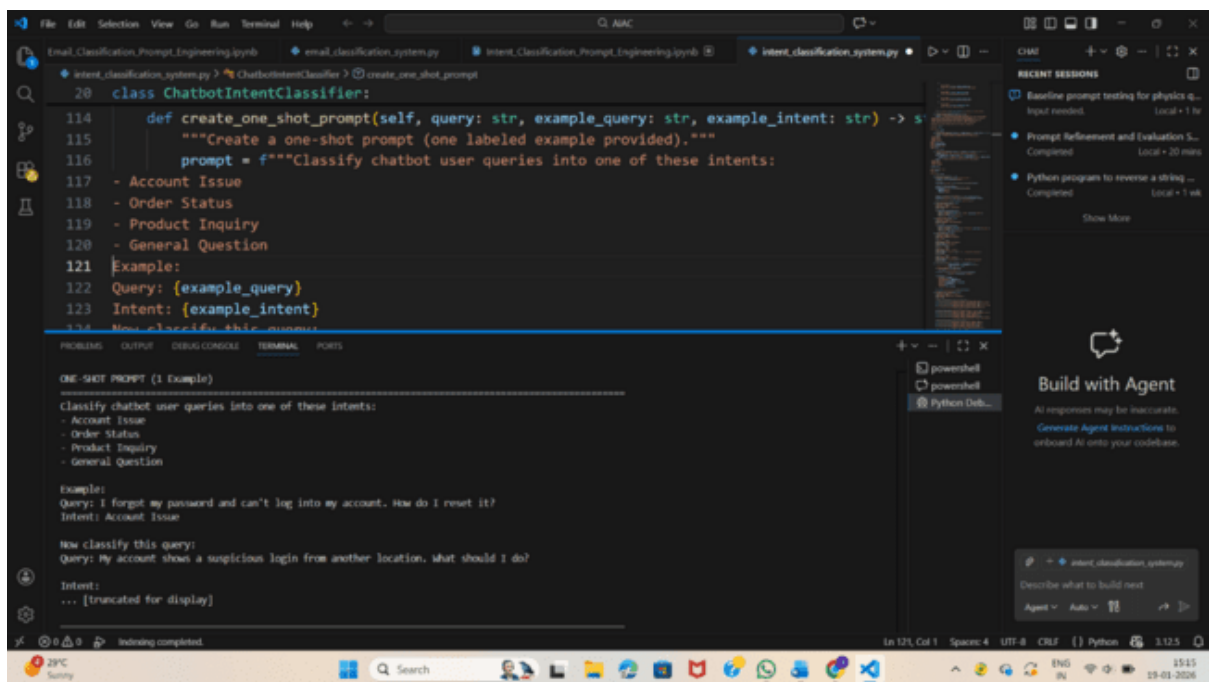 File Edit Selection View Go Run Terminal Help
AIAC
Email_Classification_Prompt_Engineering.ipynb
email_classification_system.py
Intent_Classification_Prompt_Engineering.ipynb
intent_classification_system.py
intent_classification_system.py > ChatbotIntentClassifier > create_one_shot_prompt
20 class ChatbotIntentClassifier:
114 def create_one_shot_prompt(self, query: str, example_query: str, example_intent: str) -> s
115 """Create a one-shot prompt (one labeled example provided)."""
116 prompt = f"""Classify chatbot user queries into one of these intents:
117 - Account Issue
118 - Order Status
119 - Product Inquiry
120 - General Question
121 Example:
122 Query: {example_query}
123 Intent: {example_intent}
124 Now classify this query:
PROBLEMS OUTPUT DEBUG CONSOLE TERMINAL PORTS
ONE-SHOT PROMPT (1 Example)
Classify chatbot user queries into one of these intents:
- Account Issue
- Order Status
- Product Inquiry
- General Question
Example:
Query: I forgot my password and can't log into my account. How do I reset it?
Intent: Account Issue
Now classify this query:
Query: My account shows a suspicious login from another location. What should I do?
Intent:
... [truncated for display]
powershell
powershell
Python Deb...
CHAT
RECENT SESSIONS
Baseline prompt testing for physics q...
Input needed. Local • 1 hr
Prompt Refinement and Evaluation S...
Completed Local • 20 mins
Python program to reverse a string ...
Completed Local • 1 wk
Show More
Build with Agent
AI responses may be inaccurate.
Generate Agent Instructions to
onboard AI onto your codebase.
intent_classification_system.py
Describe what to build next
Agent Auto
0 0 Indexing completed.
Ln 121, Col 1 Spaces: 4 UTF-8 CRLF {} Python 3.12.5
29°C
Sunny
Search
ENG
IN
15:15
19-01-2026